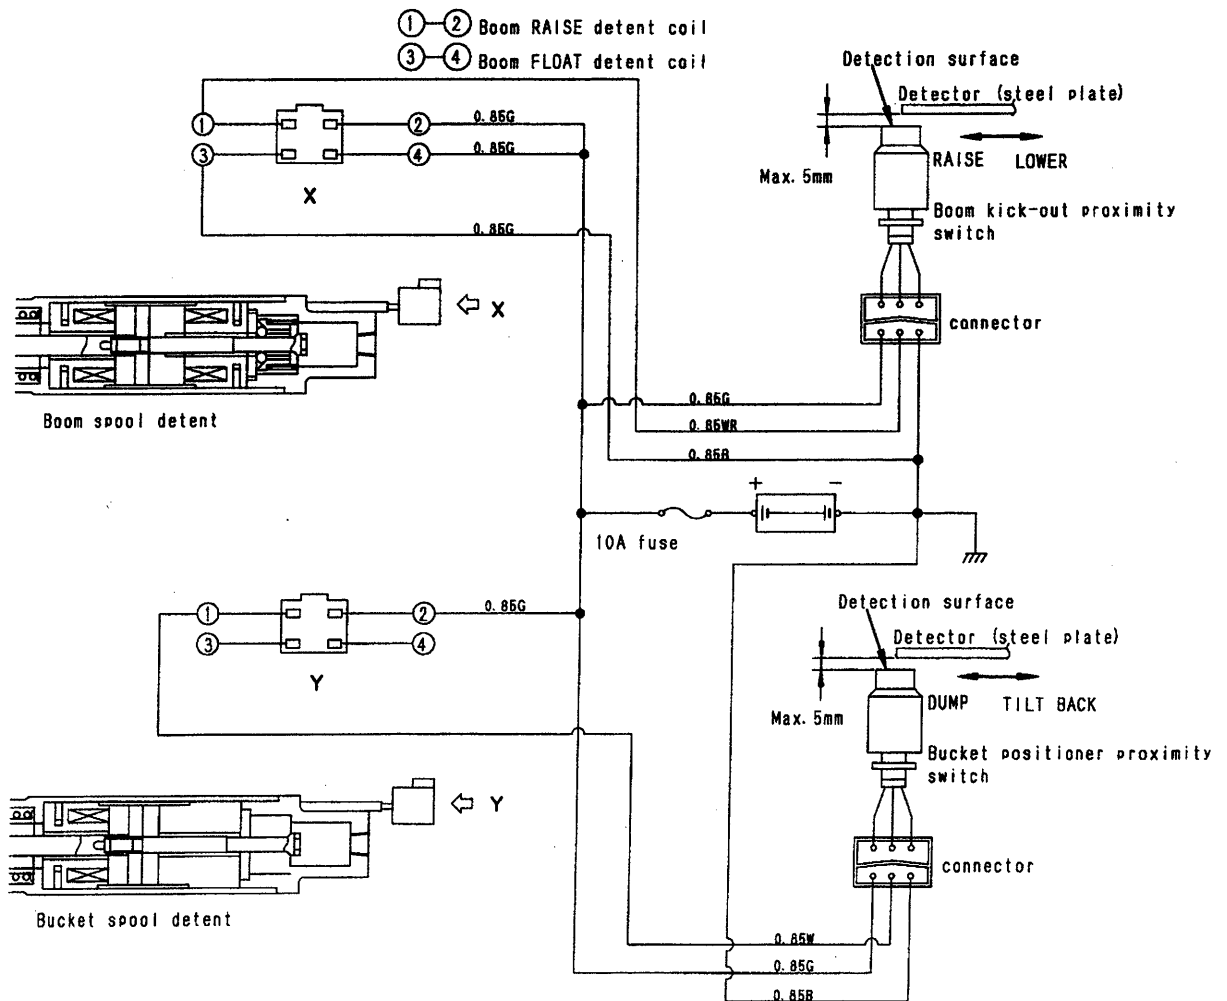 ①-② Boom RAISE detent coil
③-④ Boom FLOAT detent coil
Detection surface
Detector (steel plate)
① ② 0.85G
③ ④ 0.85G
X
Max. 5mm
RAISE LOWER
Boom kick-out proximity
switch
0.85G
X
connector
Boom spool detent
0.85G
0.85WR
0.85B
+ −
10A fuse
① ② 0.85G
③ ④
Y
Detection surface
Detector (steel plate)
Max. 5mm
DUMP TILT BACK
Bucket positioner proximity
switch
Y
connector
Bucket spool detent
0.85W
0.85G
0.85B